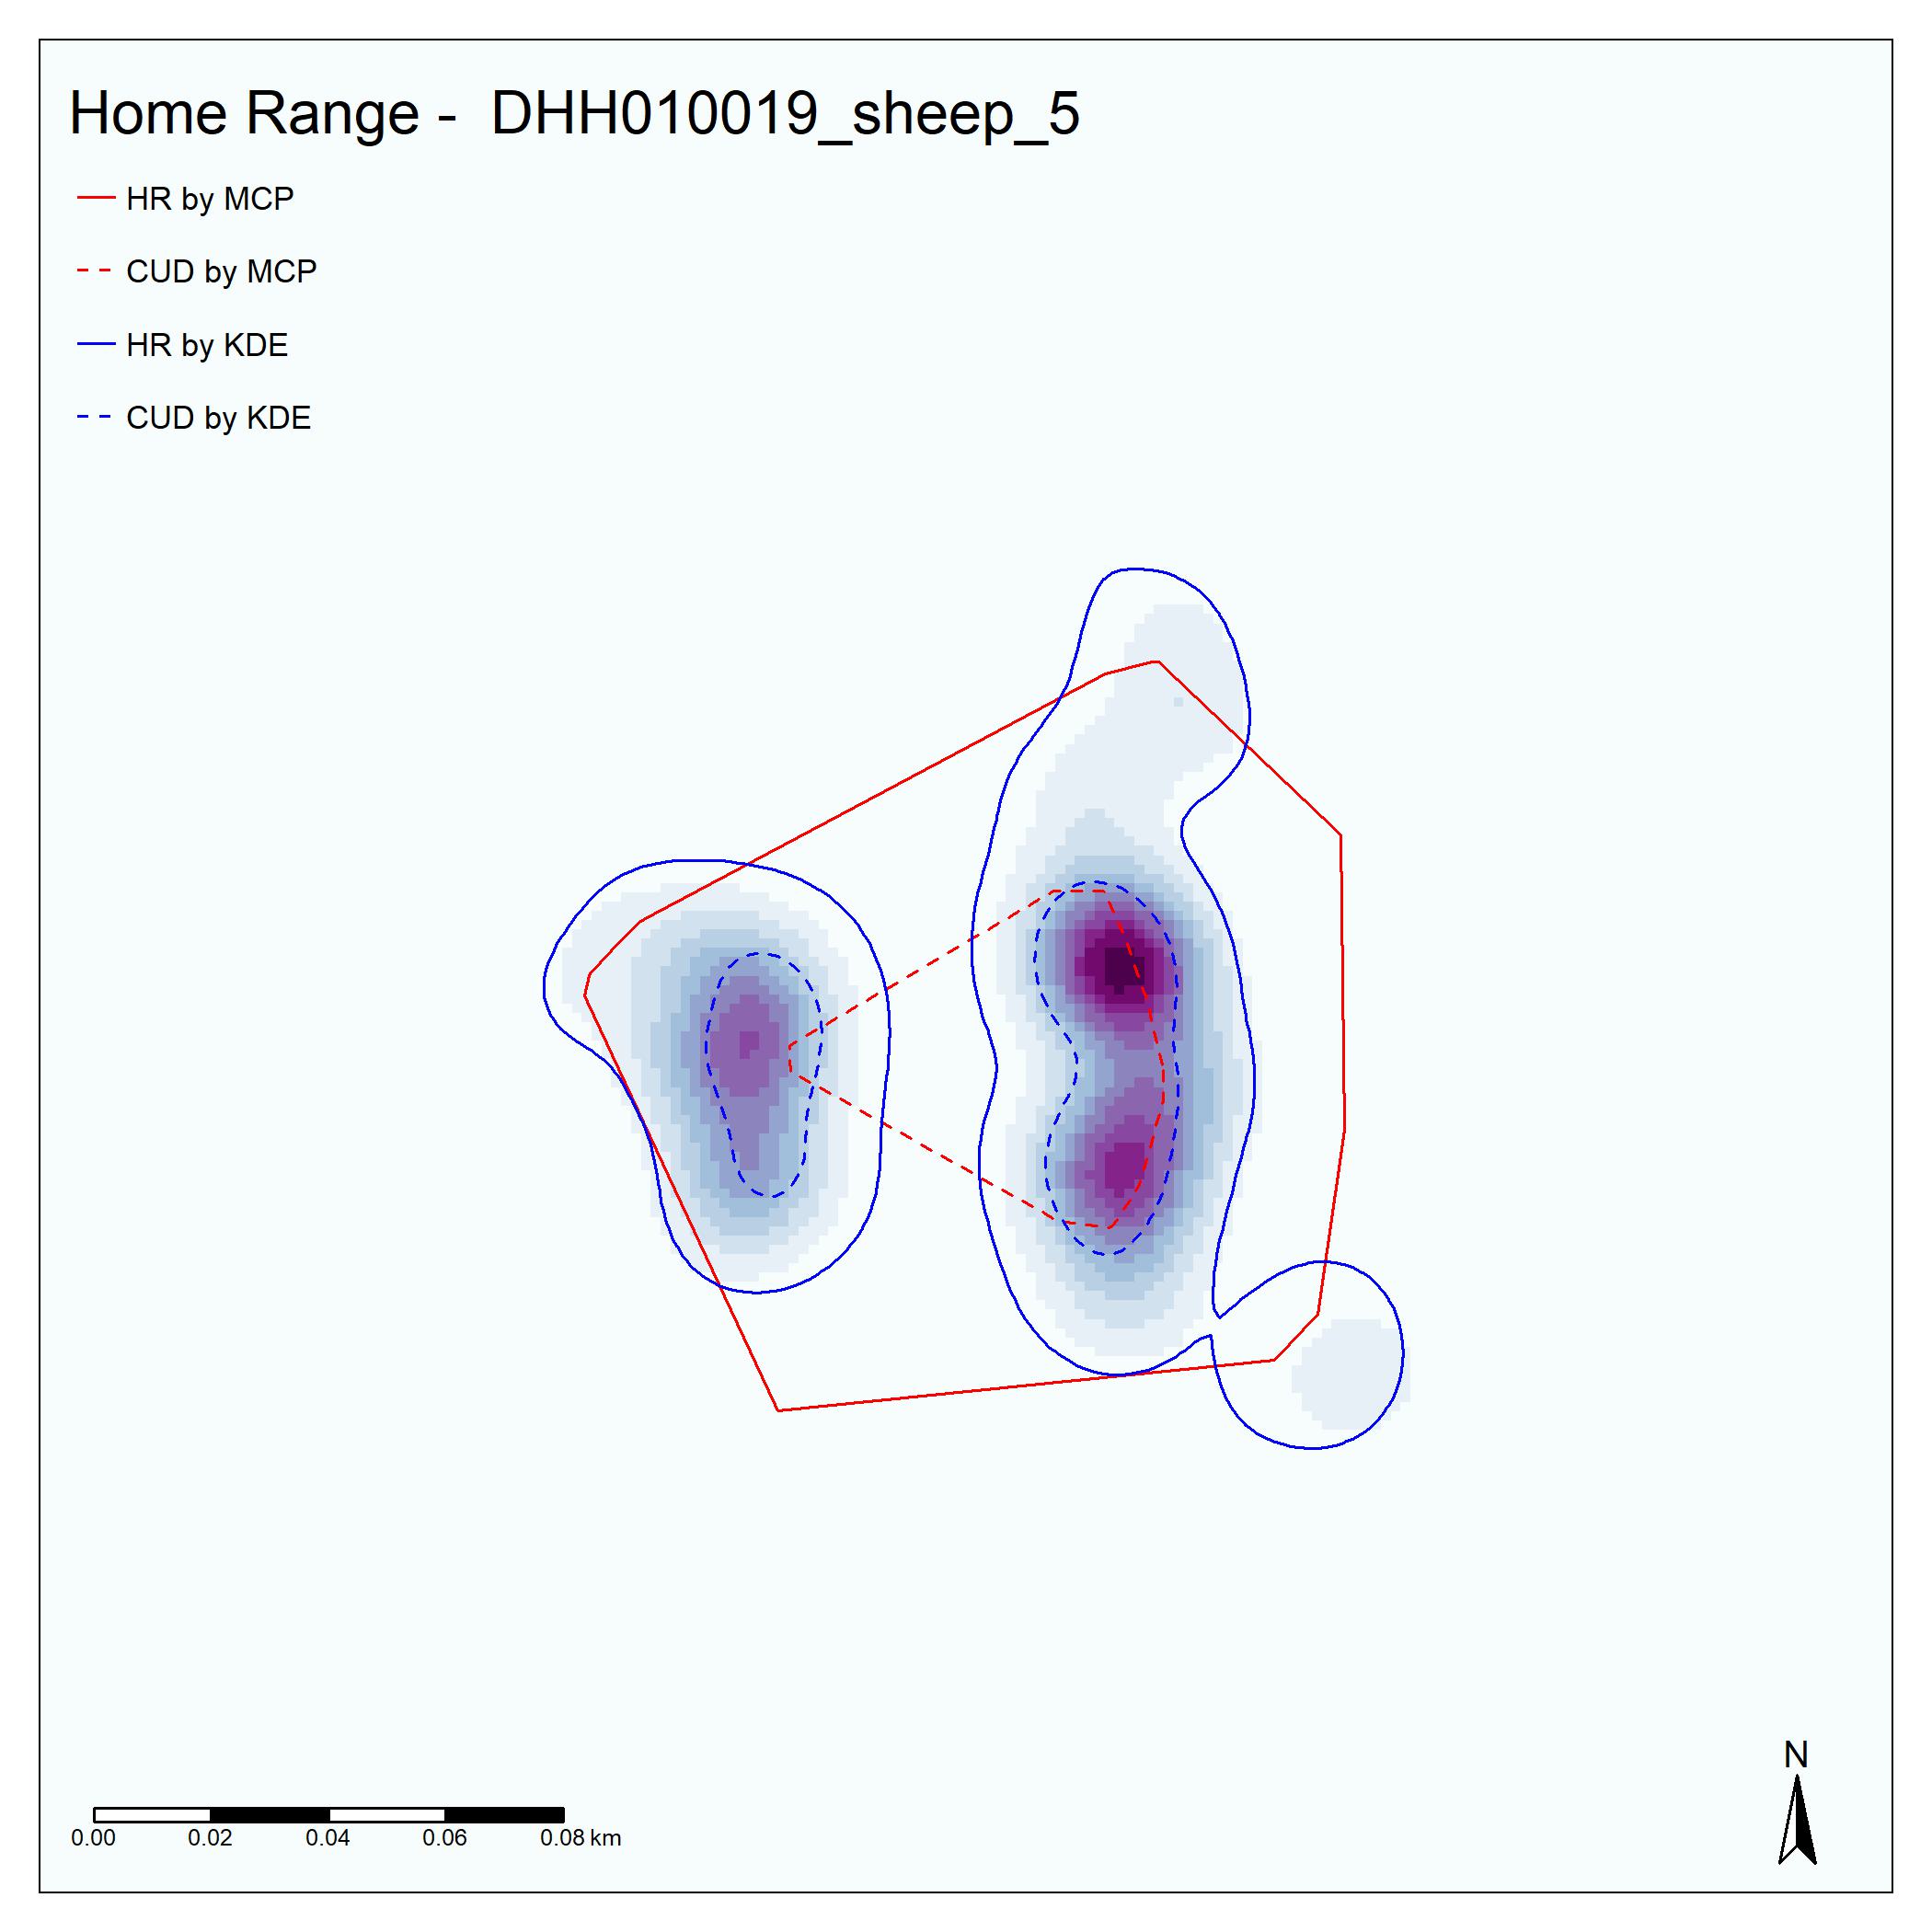 Home Range -  DHH010019_sheep_5
HR by MCP
CUD by MCP
HR by KDE
CUD by KDE
N
0.00 0.02 0.04 0.06 0.08 km